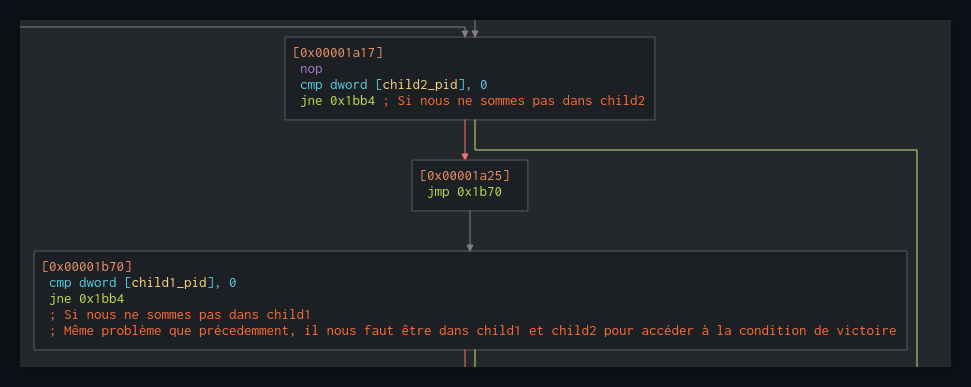 [0x00001a17]
nop
cmp dword [child2_pid], 0
jne 0x1bb4 ; Si nous ne sommes pas dans child2
[0x00001a25]
jmp 0x1b70
[0x00001b70]
cmp dword [child1_pid], 0
jne 0x1bb4
; Si nous ne sommes pas dans child1
; Même problème que précedemment, il nous faut être dans child1 et child2 pour accéder à la condition de victoire